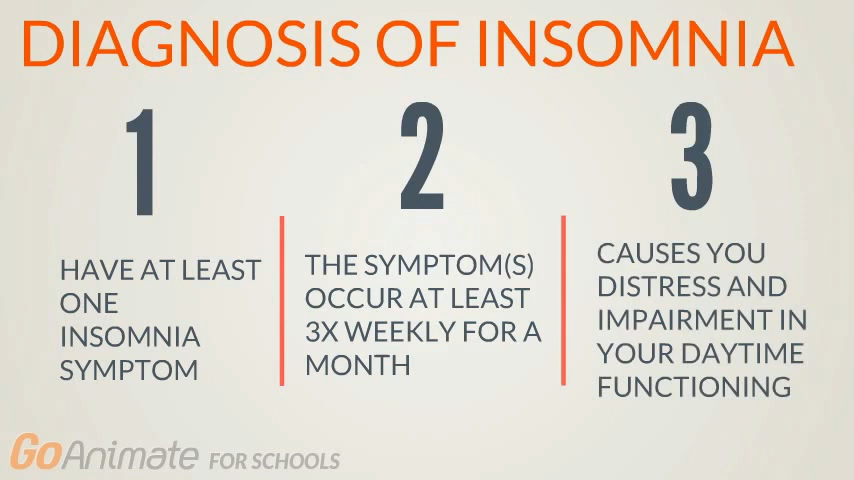 DIAGNOSIS OF INSOMNIA
1
HAVE AT LEAST
ONE
INSOMNIA
SYMPTOM
2
THE SYMPTOM(S)
OCCUR AT LEAST
3X WEEKLY FOR A
MONTH
3
CAUSES YOU
DISTRESS AND
IMPAIRMENT IN
YOUR DAYTIME
FUNCTIONING
GoAnimate FOR SCHOOLS